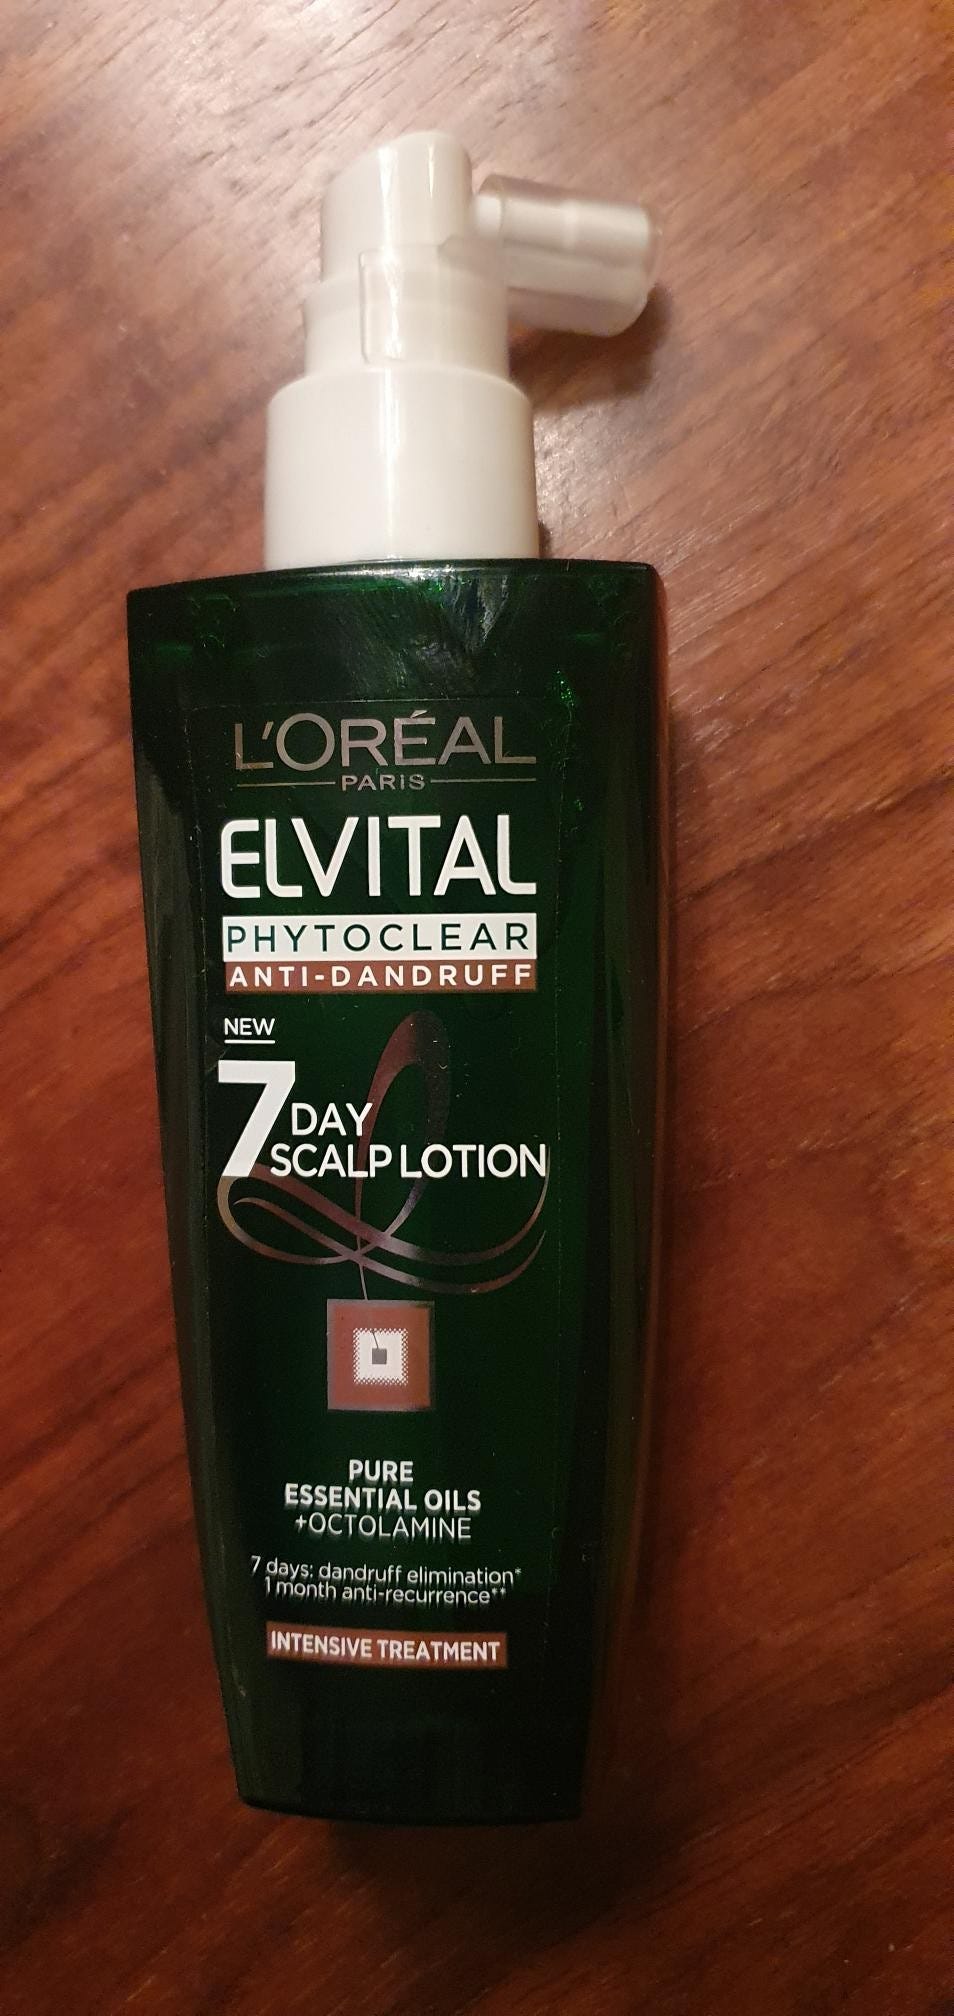 L'ORÉAL
PARIS
ELVITAL
PHYTOCLEAR
ANTI-DANDRUFF
NEW
7 DAY
SCALP LOTION
PURE
ESSENTIAL OILS
+OCTOLAMINE
7 days: dandruff elimination*
1 month anti-recurrence**
INTENSIVE TREATMENT